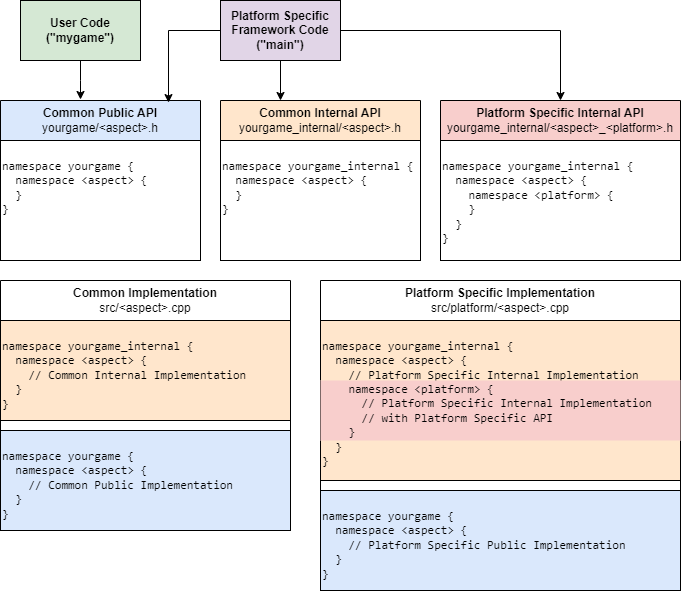 User Code
("mygame")
Platform Specific
Framework Code
("main")
Common Public API
yourgame/<aspect>.h
namespace yourgame {
  namespace <aspect> {
  }
}
Common Internal API
yourgame_internal/<aspect>.h
namespace yourgame_internal {
  namespace <aspect> {
  }
}
Platform Specific Internal API
yourgame_internal/<aspect>_<platform>.h
namespace yourgame_internal {
  namespace <aspect> {
    namespace <platform> {
    }
  }
}
Common Implementation
src/<aspect>.cpp
namespace yourgame_internal {
  namespace <aspect> {
    // Common Internal Implementation
  }
}
namespace yourgame {
  namespace <aspect> {
    // Common Public Implementation
  }
}
Platform Specific Implementation
src/platform/<aspect>.cpp
namespace yourgame_internal {
  namespace <aspect> {
    // Platform Specific Internal Implementation
    namespace <platform> {
      // Platform Specific Internal Implementation
      // with Platform Specific API
    }
  }
}
namespace yourgame {
  namespace <aspect> {
    // Platform Specific Public Implementation
  }
}